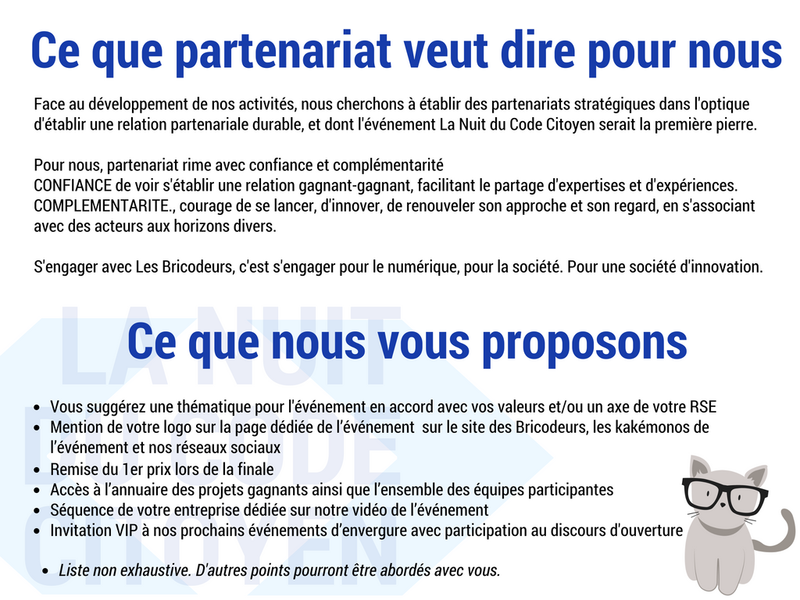 Ce que partenariat veut dire pour nous
Face au développement de nos activités, nous cherchons à établir des partenariats stratégiques dans l'optique
d'établir une relation partenariale durable, et dont l'événement La Nuit du Code Citoyen serait la première pierre.
Pour nous, partenariat rime avec confiance et complémentarité
CONFIANCE de voir s'établir une relation gagnant-gagnant, facilitant le partage d'expertises et d'expériences.
COMPLEMENTARITE., courage de se lancer, d'innover, de renouveler son approche et son regard, en s'associant
avec des acteurs aux horizons divers.
S'engager avec Les Bricodeurs, c'est s'engager pour le numérique, pour la société. Pour une société d'innovation.
LA NUIT
DU CODE
CITOYEN
Ce que nous vous proposons
• Vous suggérez une thématique pour l'événement en accord avec vos valeurs et/ou un axe de votre RSE
• Mention de votre logo sur la page dédiée de l’événement  sur le site des Bricodeurs, les kakémonos de
l’événement et nos réseaux sociaux
• Remise du 1er prix lors de la finale
• Accès à l’annuaire des projets gagnants ainsi que l’ensemble des équipes participantes
• Séquence de votre entreprise dédiée sur notre vidéo de l’événement
• Invitation VIP à nos prochains événements d’envergure avec participation au discours d'ouverture
• Liste non exhaustive. D'autres points pourront être abordés avec vous.